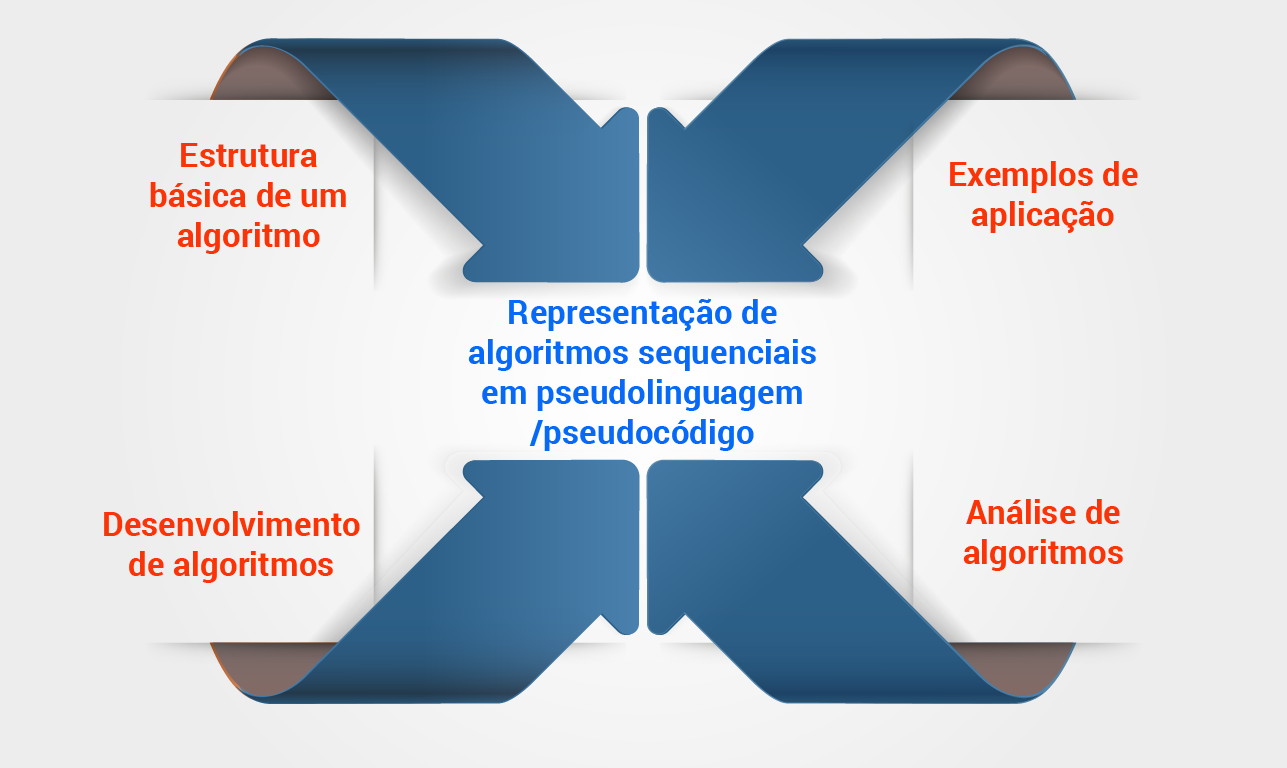 Estrutura
básica de um
algoritmo
Exemplos de
aplicação
Representação de
algoritmos sequenciais
em pseudolinguagem
/pseudocódigo
Desenvolvimento
de algoritmos
Análise de
algoritmos